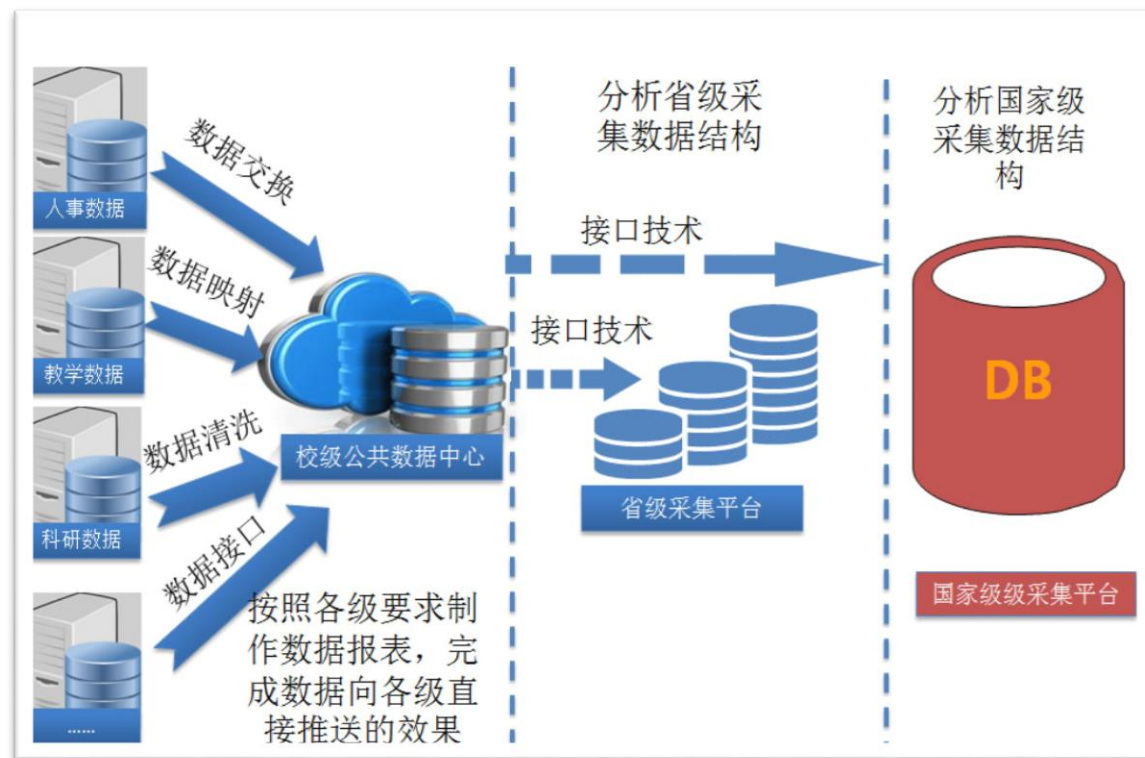 人事数据
数据交换
教学数据
数据映射
科研数据
数据清洗
……
数据接口
校级公共数据中心
按照各级要求制
作数据报表，完
成数据向各级直
接推送的效果
分析省级采
集数据结构
接口技术
接口技术
省级采集平台
分析国家级
采集数据结
构
DB
国家级级采集平台